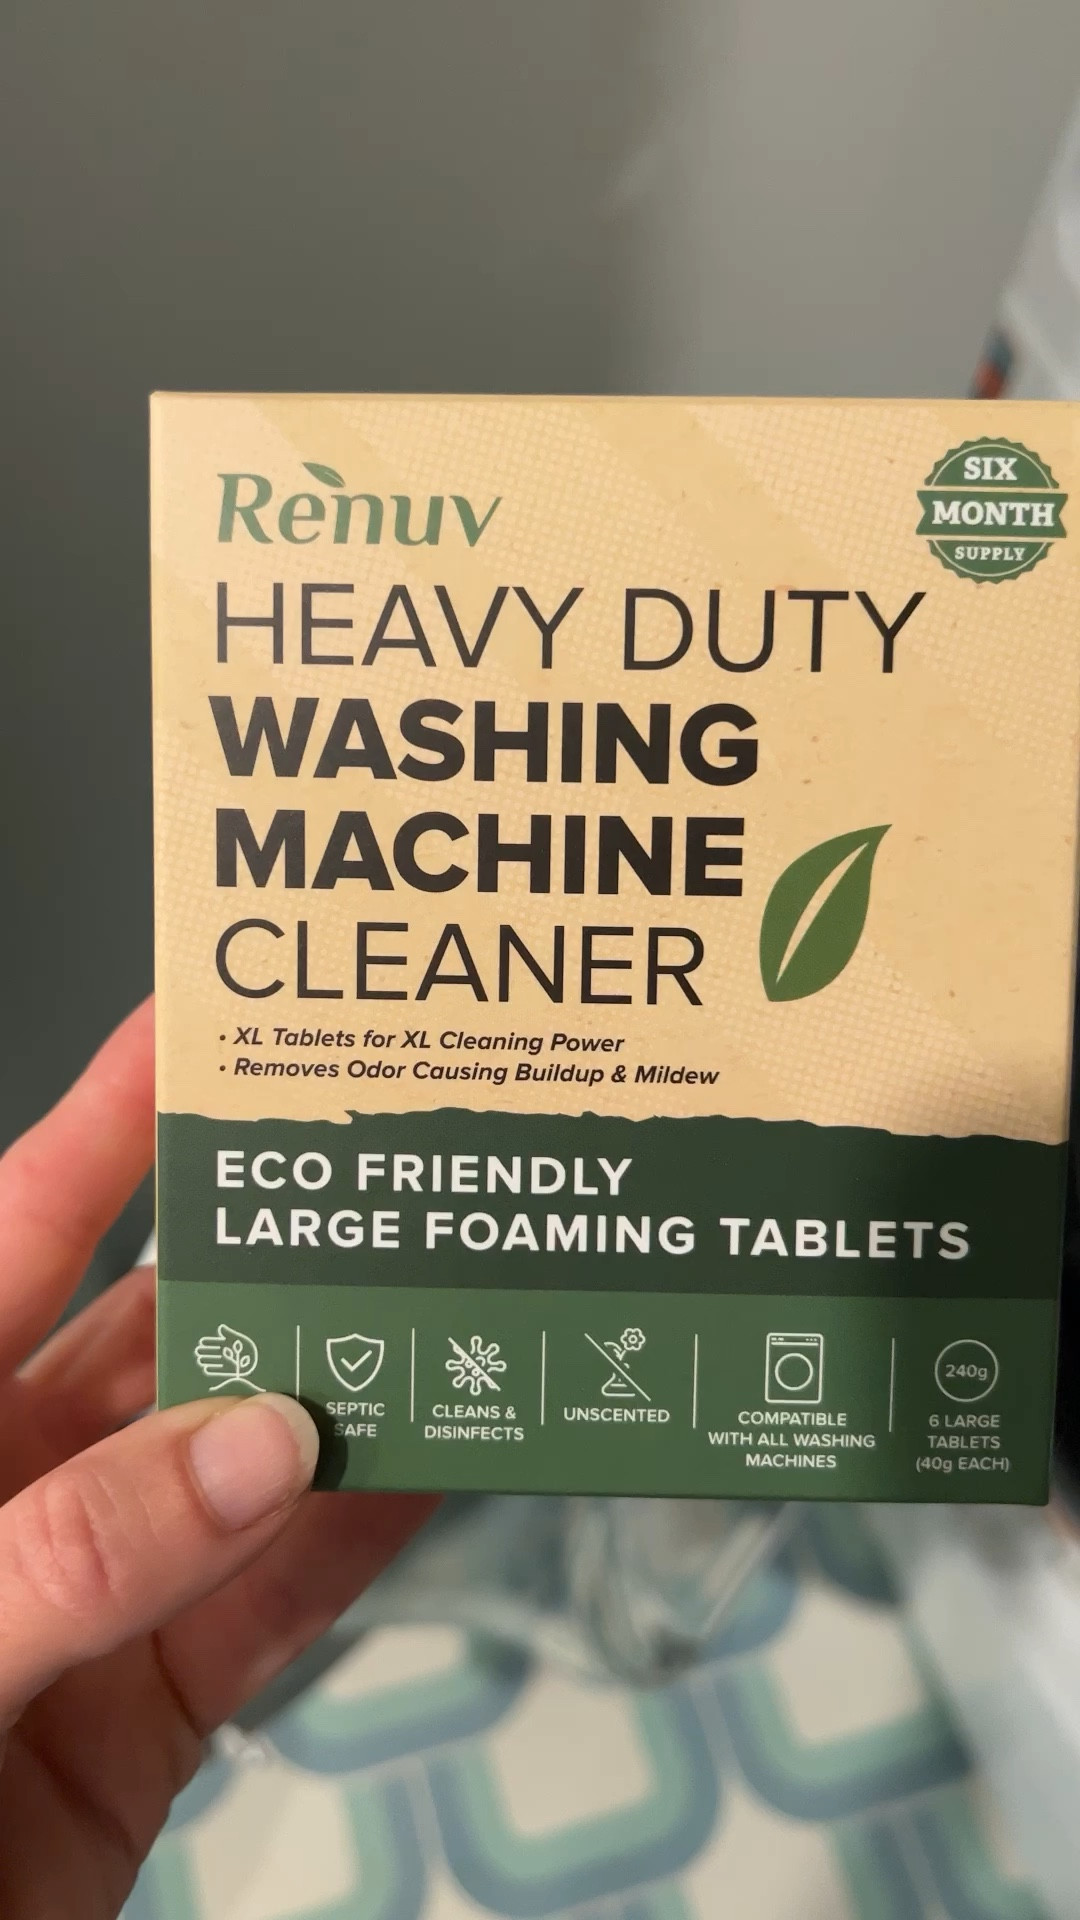 Renuv
SIX
MONTH
SUPPLY
HEAVY DUTY
WASHING
MACHINE
CLEANER
• XL Tablets for XL Cleaning Power
• Removes Odor Causing Buildup & Mildew
ECO FRIENDLY
LARGE FOAMING TABLETS
SEPTIC
SAFE
CLEANS &
DISINFECTS
UNSCENTED
COMPATIBLE
WITH ALL WASHING
MACHINES
240g
6 LARGE
TABLETS
(40g EACH)